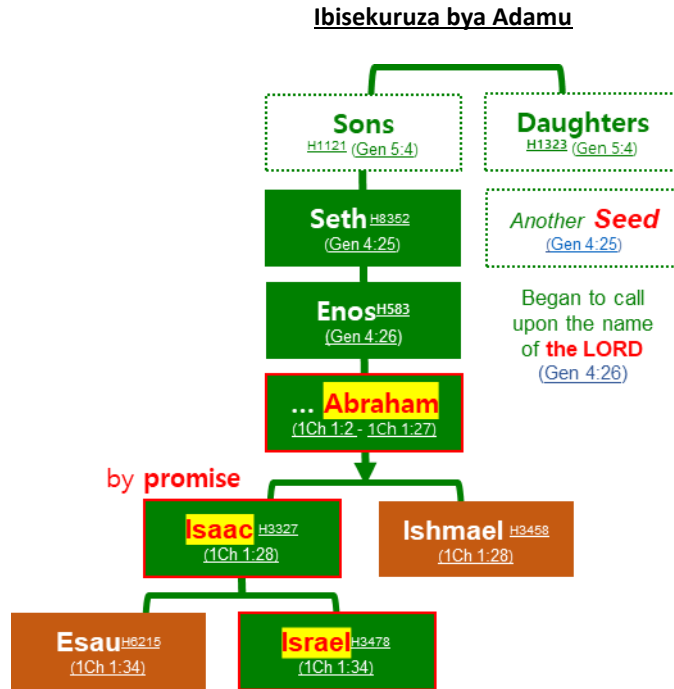 Ibisekuruza bya Adamu
Sons
H1121 (Gen 5:4)
Daughters
H1323 (Gen 5:4)
Seth H8352
(Gen 4:25)
Another Seed
(Gen 4:25)
Enos H583
(Gen 4:26)
Began to call
upon the name
of the LORD
(Gen 4:26)
... Abraham
(1Ch 1:2 - 1Ch 1:27)
by promise
Isaac H3327
(1Ch 1:28)
Ishmael H3458
(1Ch 1:28)
Esau H6215
(1Ch 1:34)
Israel H3478
(1Ch 1:34)